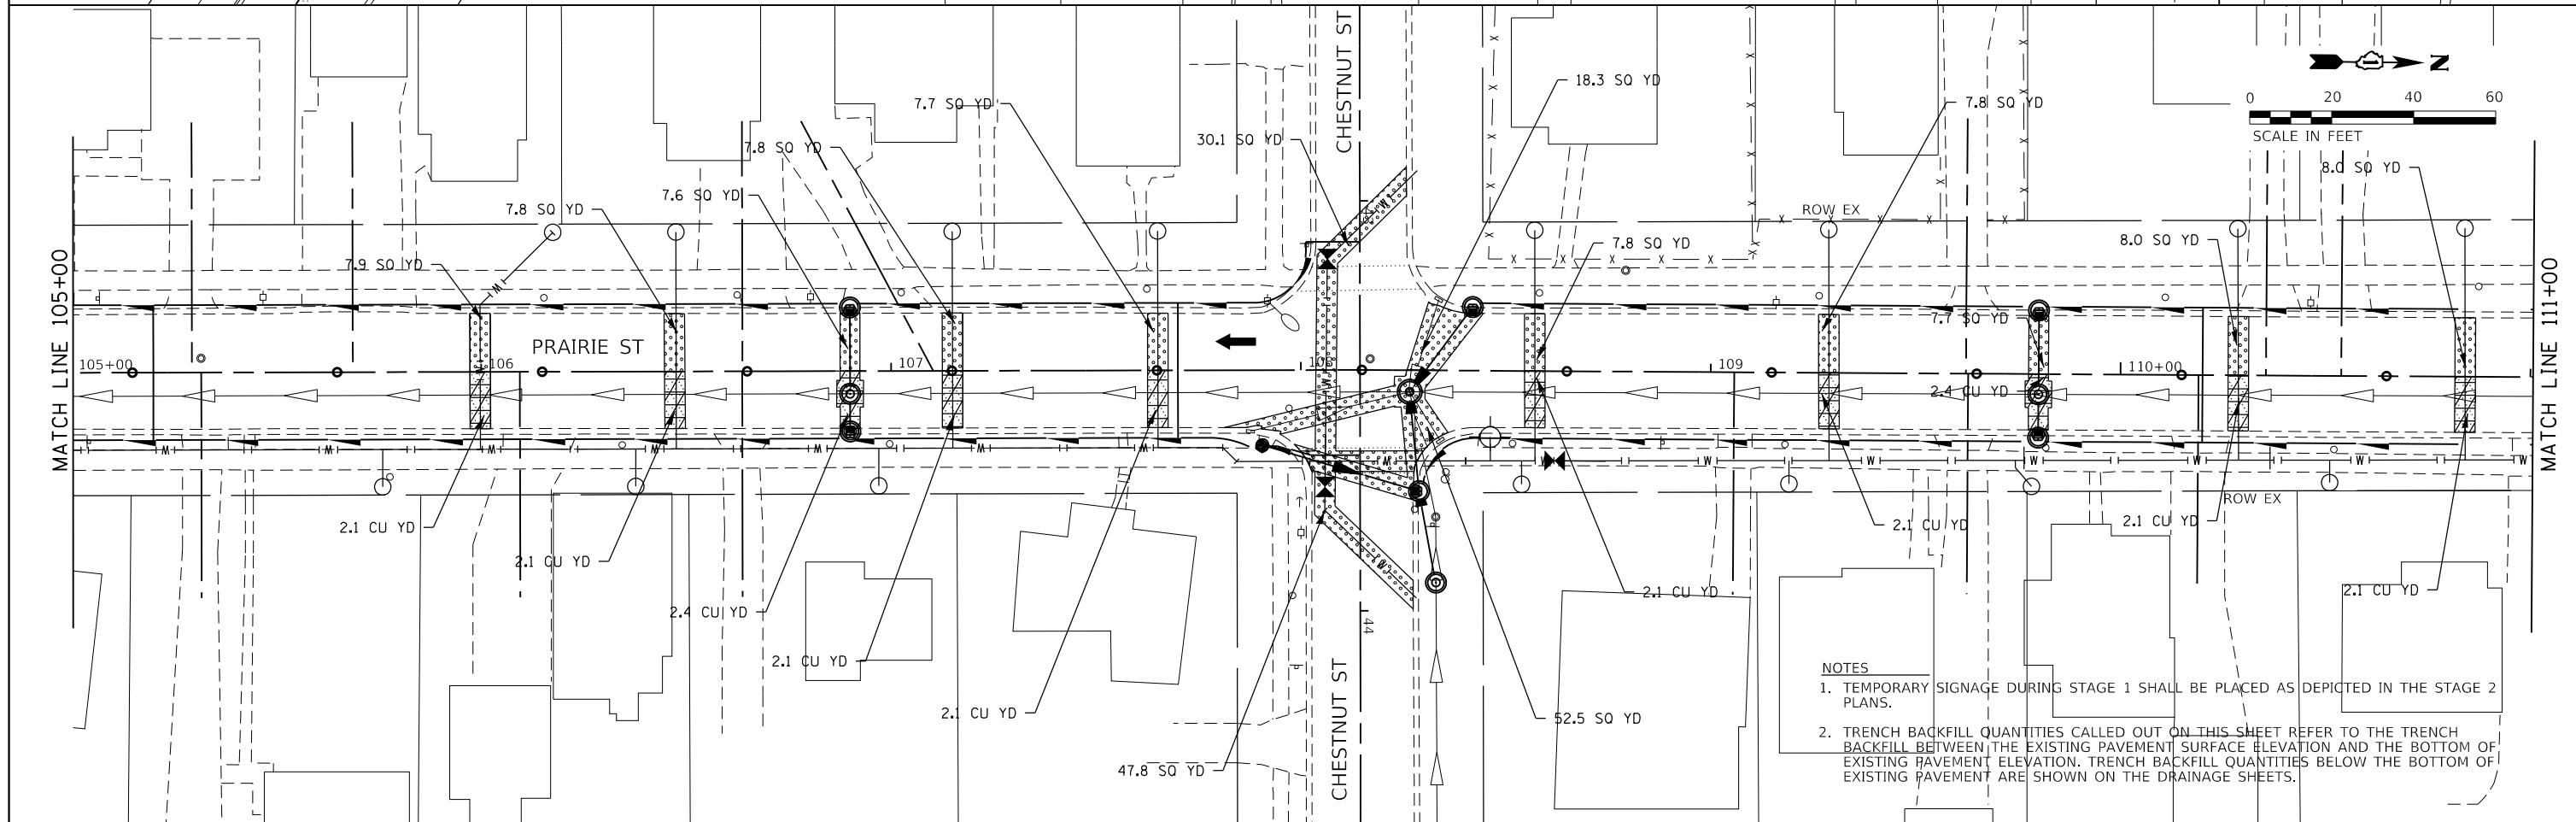 CHESTNUT ST
N
0 20 40 60
SCALE IN FEET
18.3 SQ YD
7.7 SQ YD
7.8 SQ YD
30.1 SQ YD
7.8 SQ YD
8.0 SQ YD
7.6 SQ YD
7.8 SQ YD
ROW EX
7.8 SQ YD
8.0 SQ YD
7.9 SQ YD
MATCH LINE 105+00
MATCH LINE 111+00
7.7 SQ YD
PRAIRIE ST
105+00
106
107
108
109
110+00
2.4 CU YD
W
ROW EX
2.1 CU YD
2.1 CU YD
2.1 CU YD
2.1 CU YD
2.1 CU YD
2.1 CU YD
2.4 CU YD
44
2.1 CU YD
2.1 CU YD
CHESTNUT ST
52.5 SQ YD
47.8 SQ YD
NOTES
1. TEMPORARY SIGNAGE DURING STAGE 1 SHALL BE PLACED AS DEPICTED IN THE STAGE 2
PLANS.
2. TRENCH BACKFILL QUANTITIES CALLED OUT ON THIS SHEET REFER TO THE TRENCH
BACKFILL BETWEEN THE EXISTING PAVEMENT SURFACE ELEVATION AND THE BOTTOM OF
EXISTING PAVEMENT ELEVATION. TRENCH BACKFILL QUANTITIES BELOW THE BOTTOM OF
EXISTING PAVEMENT ARE SHOWN ON THE DRAINAGE SHEETS.